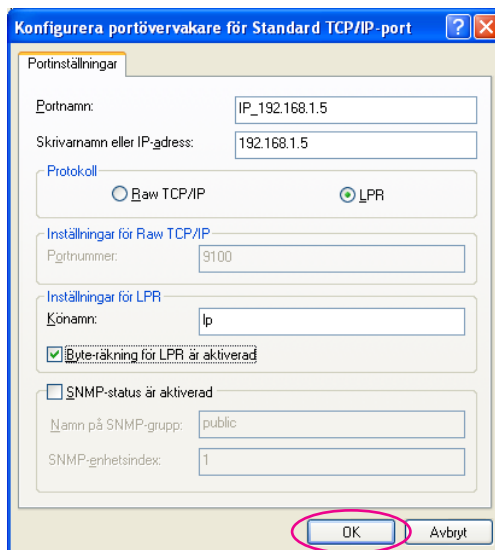 Konfigurera portövervakare för Standard TCP/IP-port
Portinställningar
Portnamn: IP_192.168.1.5
Skrivarnamn eller IP-adress: 192.168.1.5
Protokoll
Raw TCP/IP LPR
Inställningar för Raw TCP/IP
Portnummer: 9100
Inställningar för LPR
Könamn: lp
Byte-räkning för LPR är aktiverad
SNMP-status är aktiverad
Namn på SNMP-grupp: public
SNMP-enhetsindex: 1
OK Avbryt